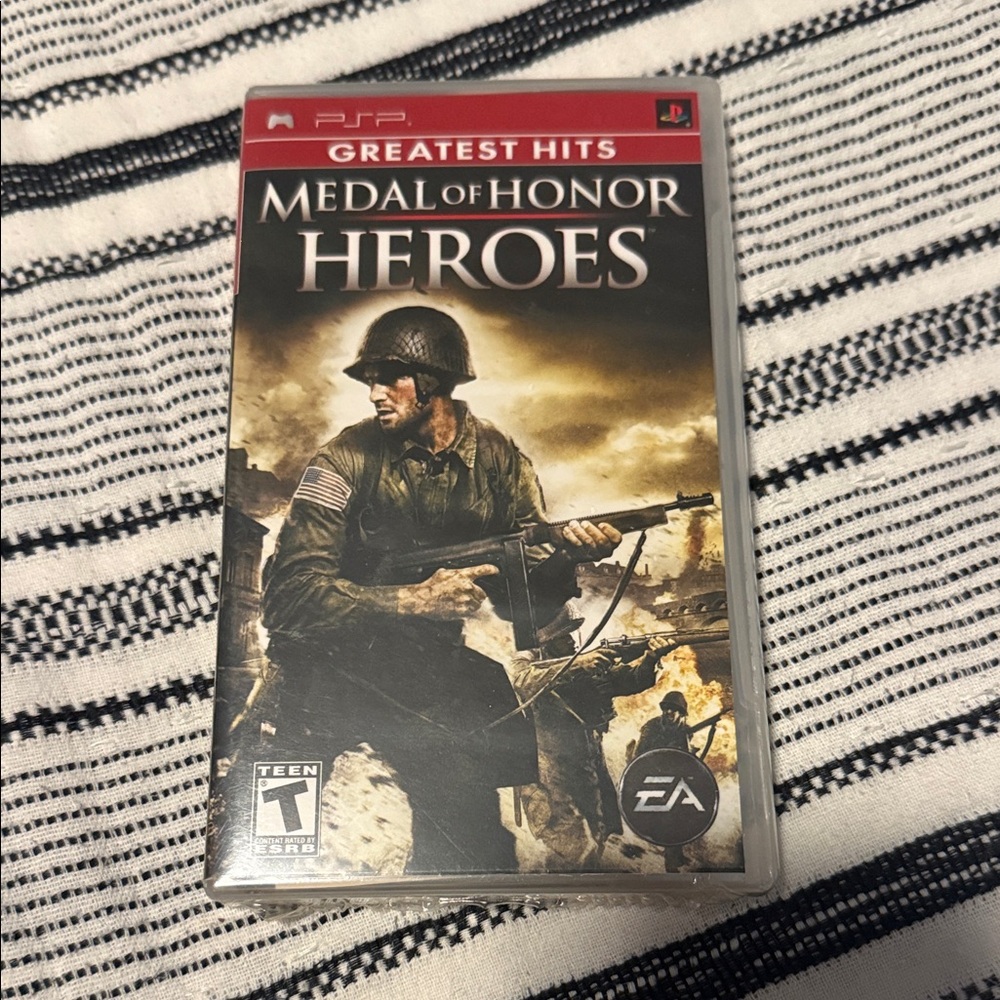 PSP
GREATEST HITS
MEDAL OF HONOR
HEROES
TEEN
T
CONTENT RATED BY
ESRB
EA